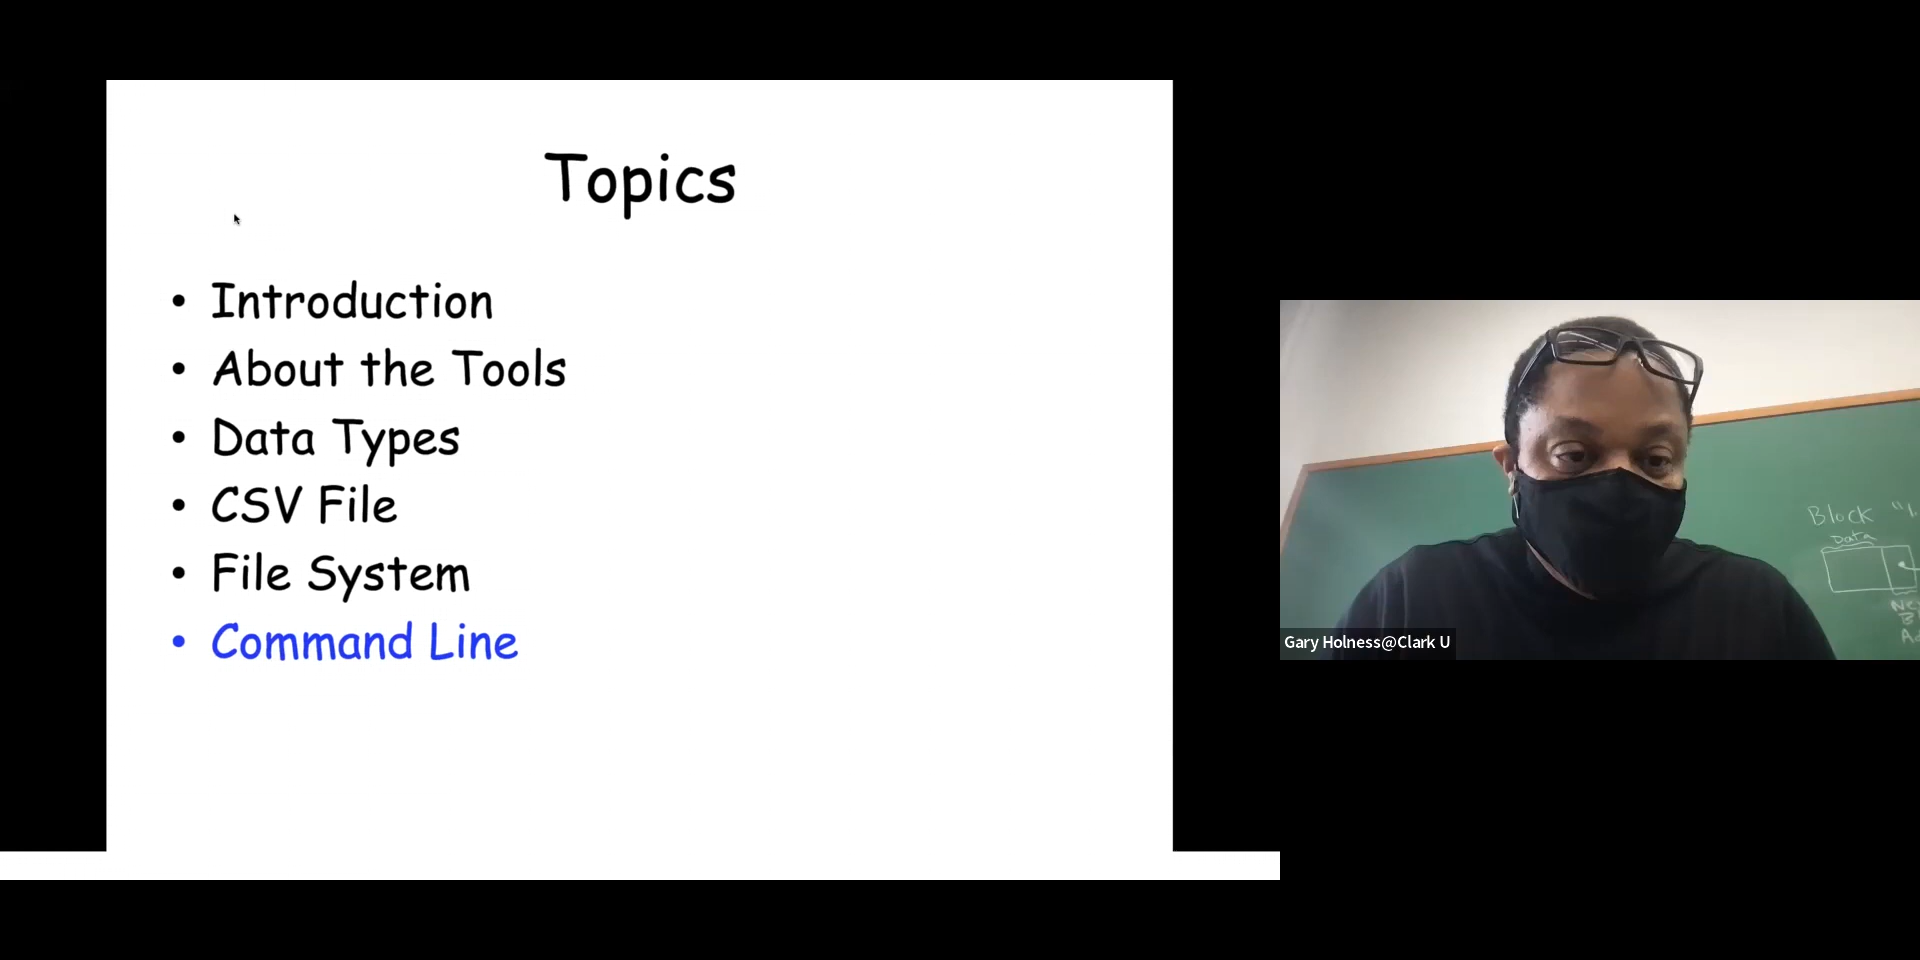 Topics
• Introduction
• About the Tools
• Data Types
• CSV File
• File System
• Command Line
Block
Data
Gary Holness@Clark U